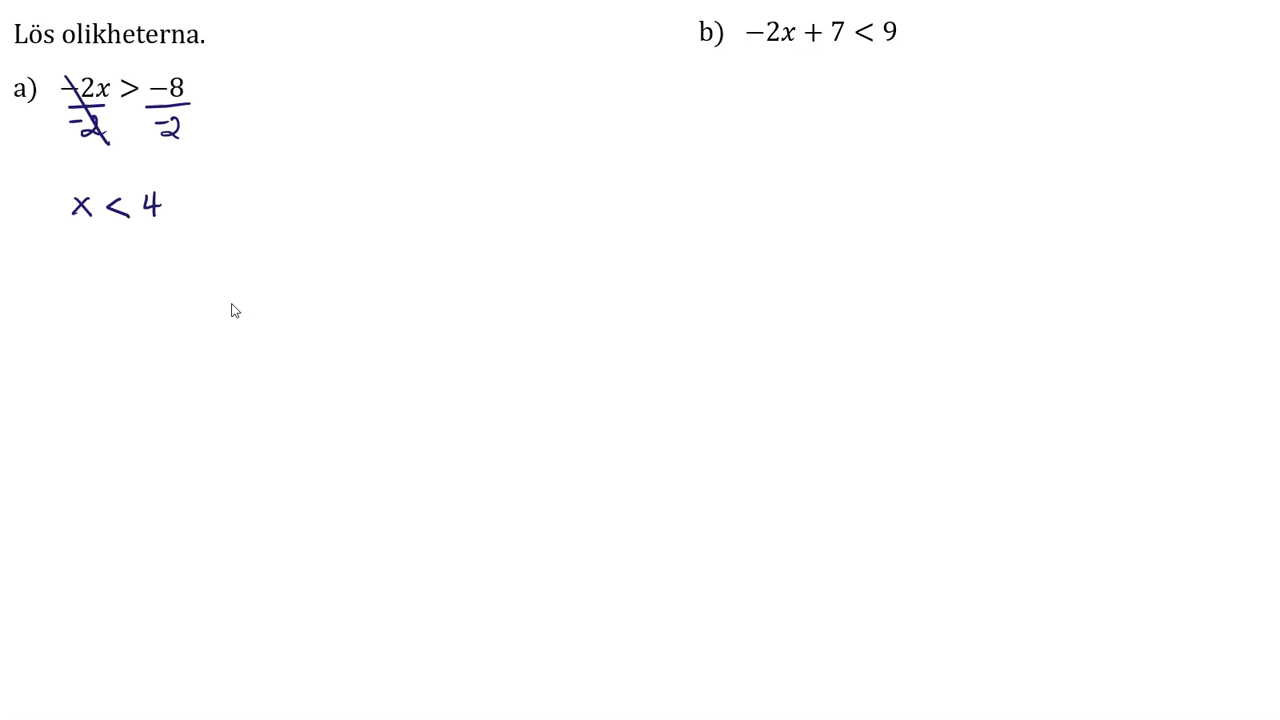 Lös olikheterna.
a) −2x > −8
-2 -2
x < 4
b) −2x + 7 < 9